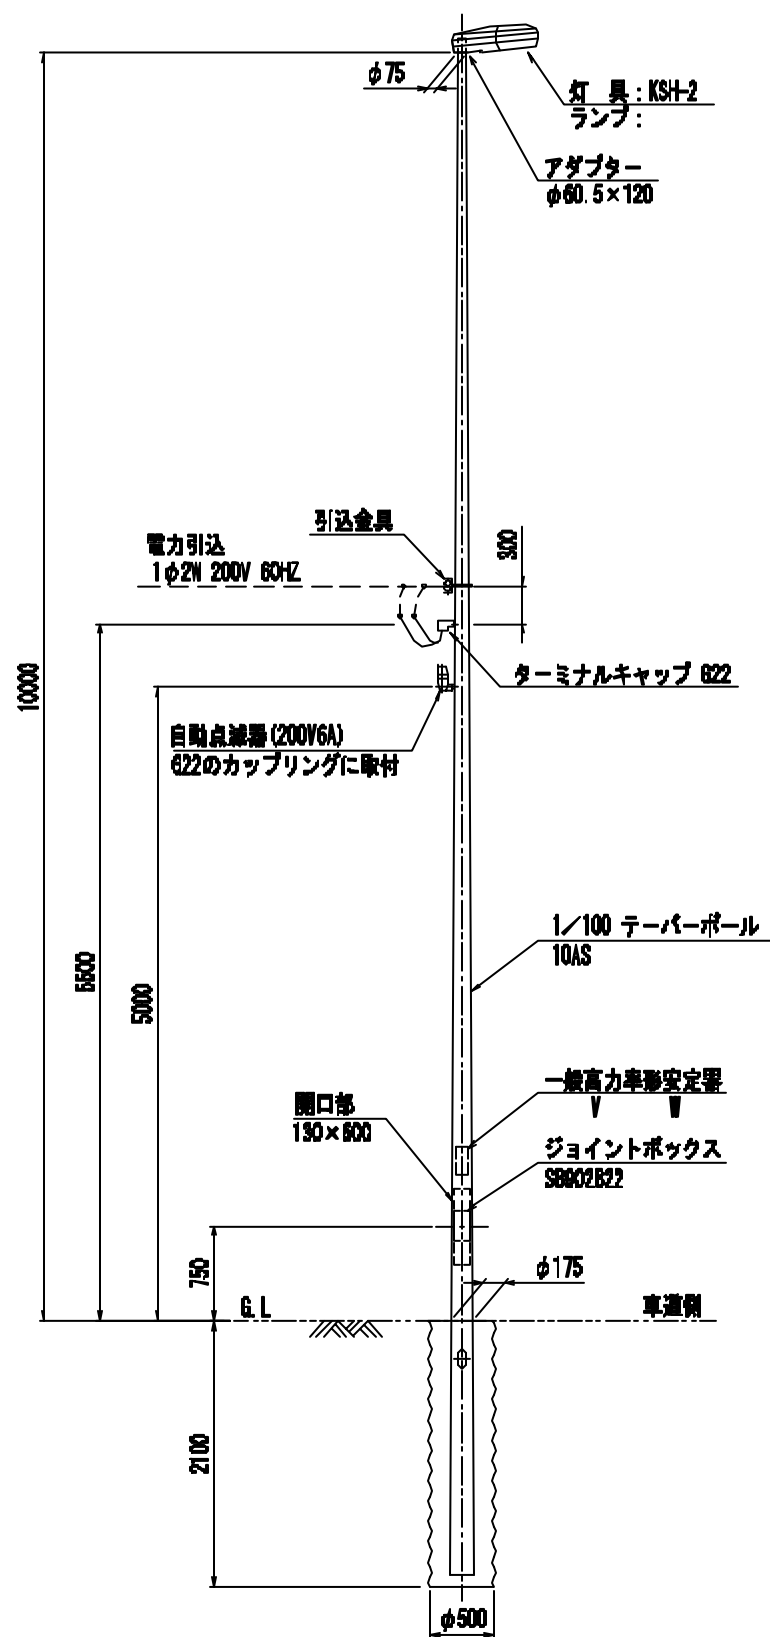 φ75
灯 具:KSH-2
ランプ:
アダプター
φ60.5×120
引込金具
300
電力引込
1φ2W 200V 60HZ
10000
ターミナルキャップ G22
自動点滅器(200V6A)
G22のカップリングに取付
1/100 テーパーポール
10AS
5500
5000
一般高力率形安定器
V W
開口部
130×600
ジョイントボックス
750
φ175
G.L
車道側
2100
φ500